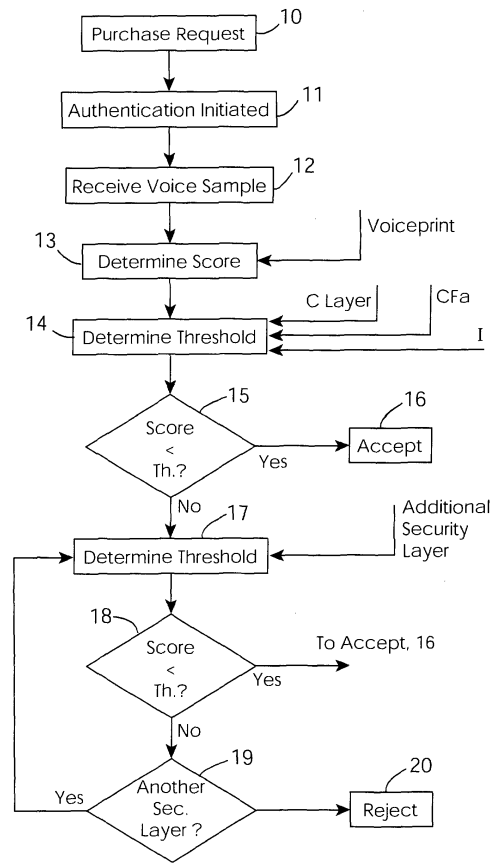 10
Purchase Request
11
Authentication Initiated
12
Receive Voice Sample
Voiceprint
13
Determine Score
C Layer
CFa
14
Determine Threshold
I
15
Score
<
Th.?
Yes
16
Accept
No
17
Additional
Security
Layer
Determine Threshold
18
Score
<
Th.?
Yes
To Accept, 16
No
19
Another
Sec.
Layer ?
Yes
20
Reject